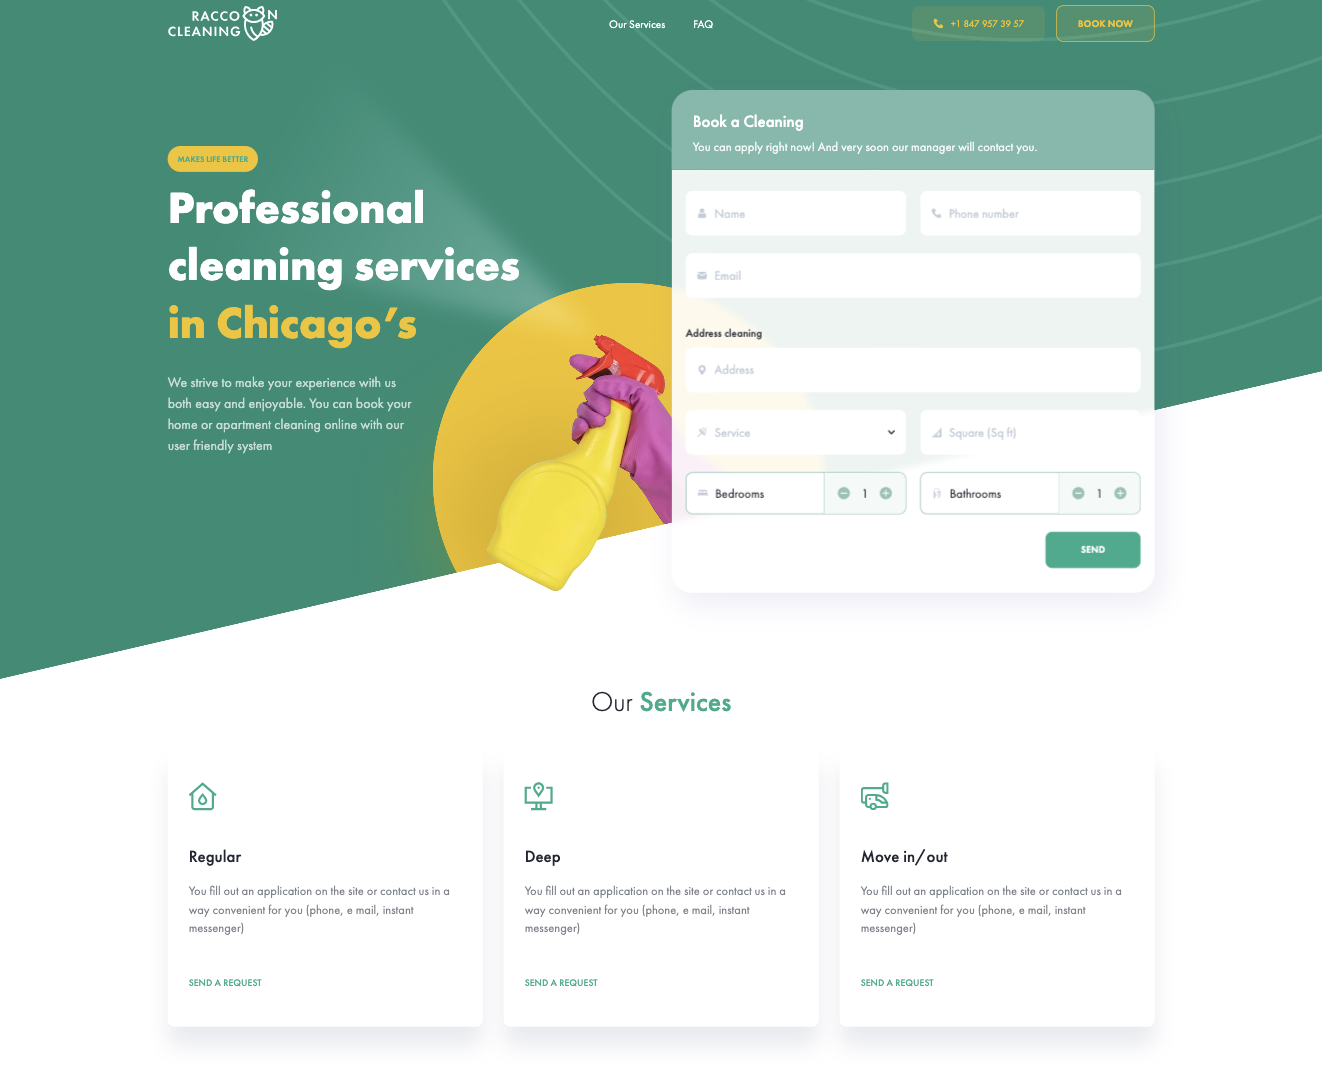 RACCOON
CLEANING
Our Services
FAQ
+1 847 957 39 57
BOOK NOW
MAKES LIFE BETTER
Professional
cleaning services
in Chicago’s
We strive to make your experience with us
both easy and enjoyable. You can book your
home or apartment cleaning online with our
user friendly system
Book a Cleaning
You can apply right now! And very soon our manager will contact you.
Name
Phone number
Email
Address cleaning
Address
Service
Square (Sq ft)
Bedrooms
1
Bathrooms
1
SEND
Our Services
Regular
You fill out an application on the site or contact us in a
way convenient for you (phone, e mail, instant
messenger)
SEND A REQUEST
Deep
You fill out an application on the site or contact us in a
way convenient for you (phone, e mail, instant
messenger)
SEND A REQUEST
Move in/out
You fill out an application on the site or contact us in a
way convenient for you (phone, e mail, instant
messenger)
SEND A REQUEST